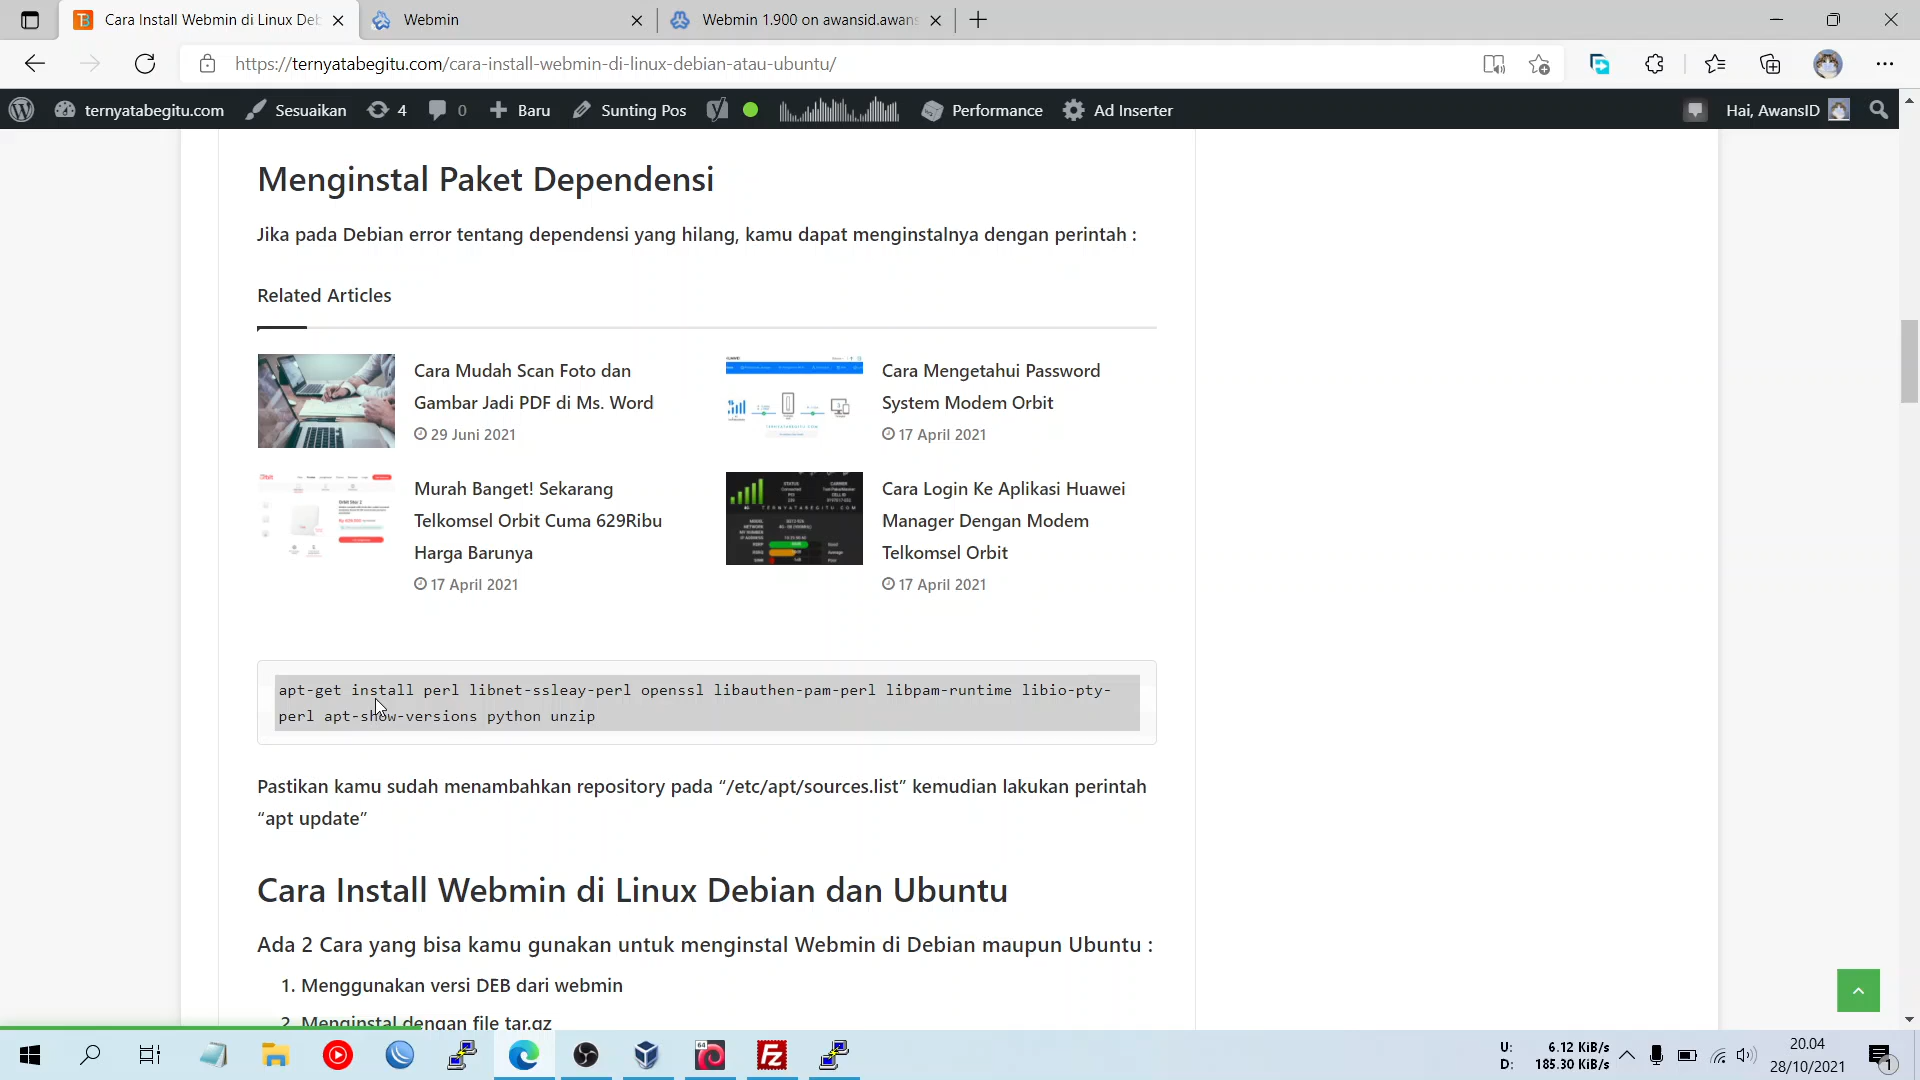 Cara Install Webmin di Linux Deb
Webmin
Webmin 1.900 on awansid.awans
https://ternyatabegitu.com/cara-install-webmin-di-linux-debian-atau-ubuntu/
ternyatabegitu.com
Sesuaikan
4
0
Baru
Sunting Pos
Performance
Ad Inserter
Hai, AwansID
Menginstal Paket Dependensi
Jika pada Debian error tentang dependensi yang hilang, kamu dapat menginstalnya dengan perintah :
Related Articles
Cara Mudah Scan Foto dan
Gambar Jadi PDF di Ms. Word
29 Juni 2021
Cara Mengetahui Password
System Modem Orbit
17 April 2021
Murah Banget! Sekarang
Telkomsel Orbit Cuma 629Ribu
Harga Barunya
17 April 2021
Cara Login Ke Aplikasi Huawei
Manager Dengan Modem
Telkomsel Orbit
17 April 2021
apt-get install perl libnet-ssleay-perl openssl libauthen-pam-perl libpam-runtime libio-pty-
perl apt-show-versions python unzip
Pastikan kamu sudah menambahkan repository pada “/etc/apt/sources.list” kemudian lakukan perintah
“apt update”
Cara Install Webmin di Linux Debian dan Ubuntu
Ada 2 Cara yang bisa kamu gunakan untuk menginstal Webmin di Debian maupun Ubuntu :
1. Menggunakan versi DEB dari webmin
2. Menginstal dengan file tar.gz
U: 6.12 KiB/s
D: 185.30 KiB/s
20.04
28/10/2021
1